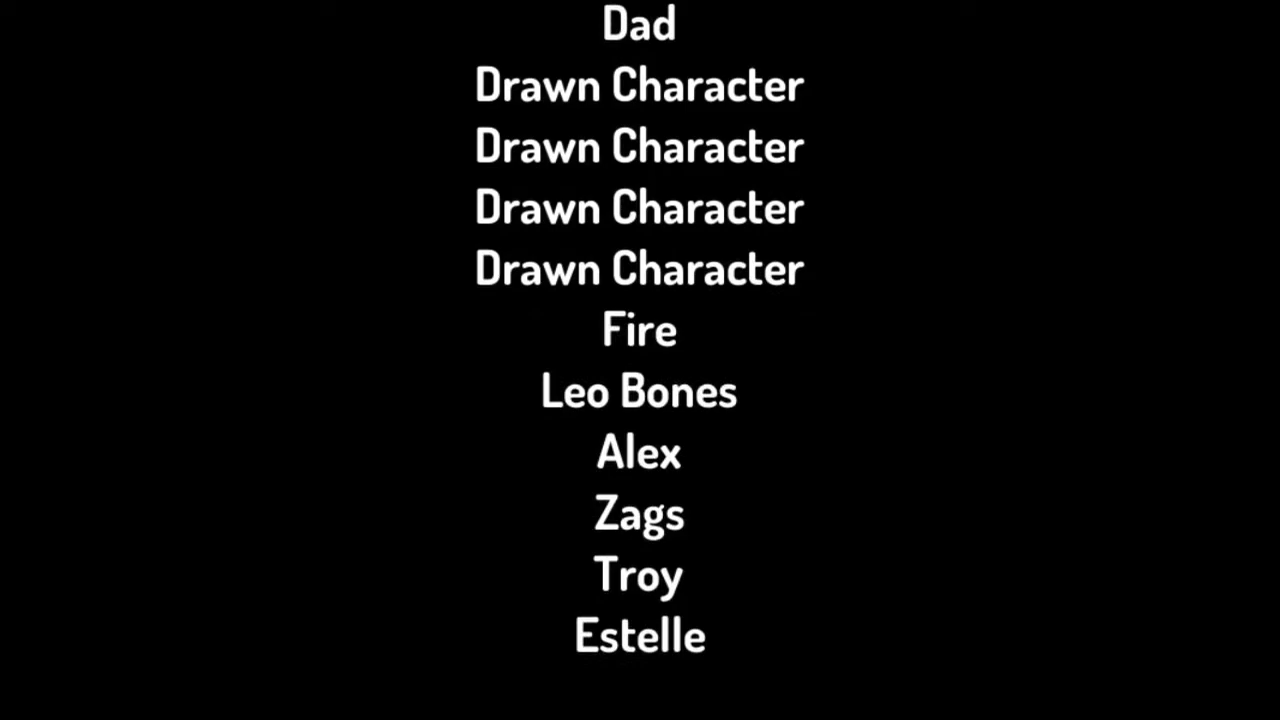 Dad
Drawn Character
Drawn Character
Drawn Character
Drawn Character
Fire
Leo Bones
Alex
Zags
Troy
Estelle